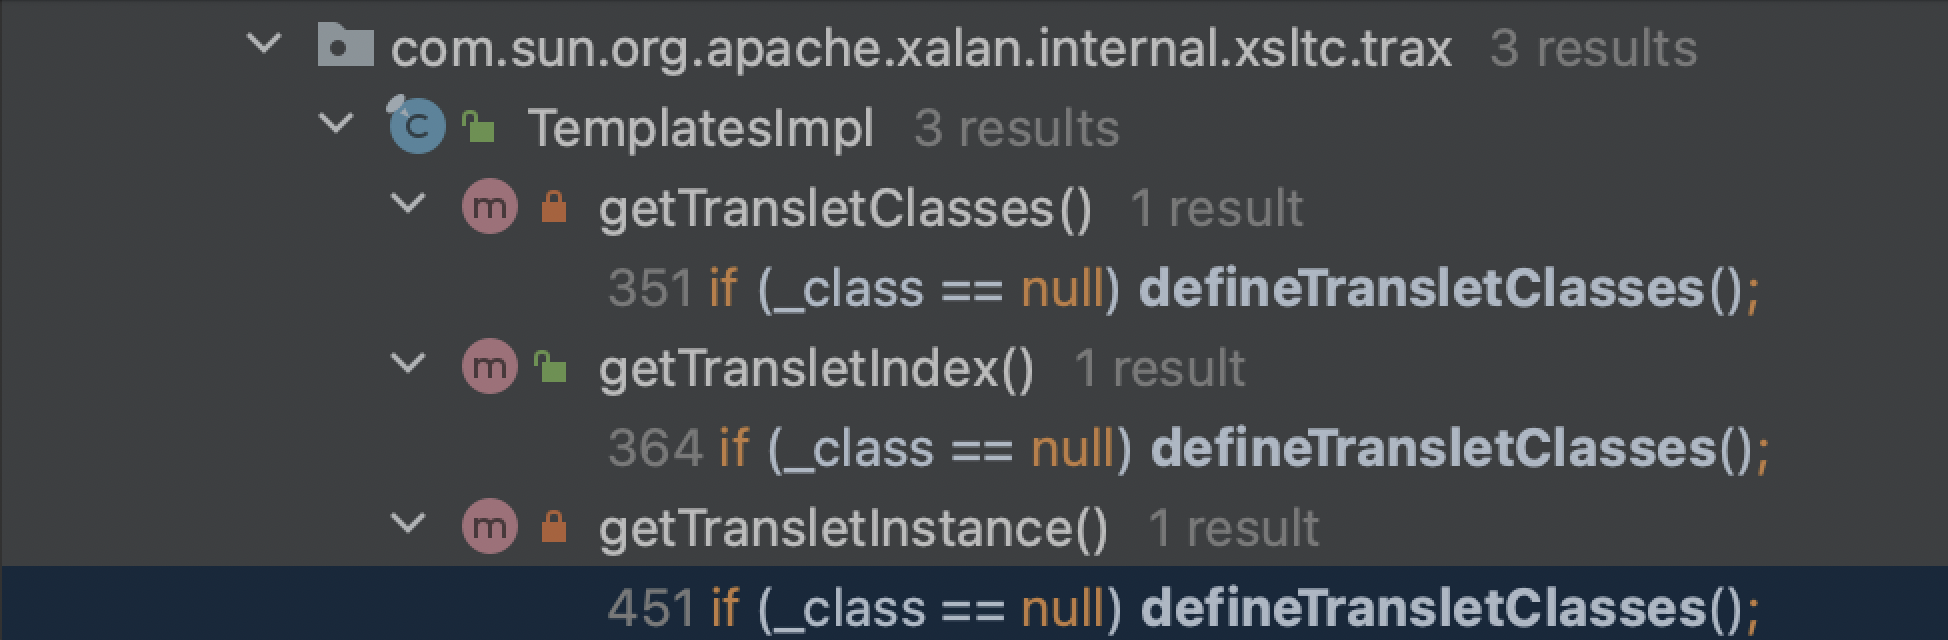 com.sun.org.apache.xalan.internal.xsltc.trax 3 results
C TemplatesImpl 3 results
m getTransletClasses() 1 result
351 if (_class == null) defineTransletClasses();
m getTransletIndex() 1 result
364 if (_class == null) defineTransletClasses();
m getTransletInstance() 1 result
451 if (_class == null) defineTransletClasses();